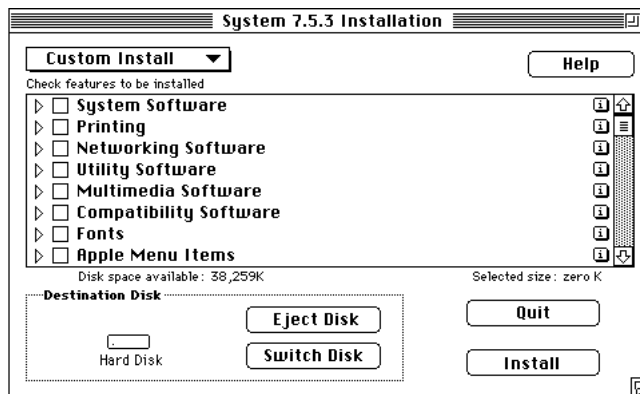 System 7.5.3 Installation
Custom Install
Help
Check features to be installed
System Software
Printing
Networking Software
Utility Software
Multimedia Software
Compatibility Software
Fonts
Apple Menu Items
Disk space available: 38,259K
Selected size: zero K
Destination Disk
Eject Disk
Quit
Hard Disk
Switch Disk
Install